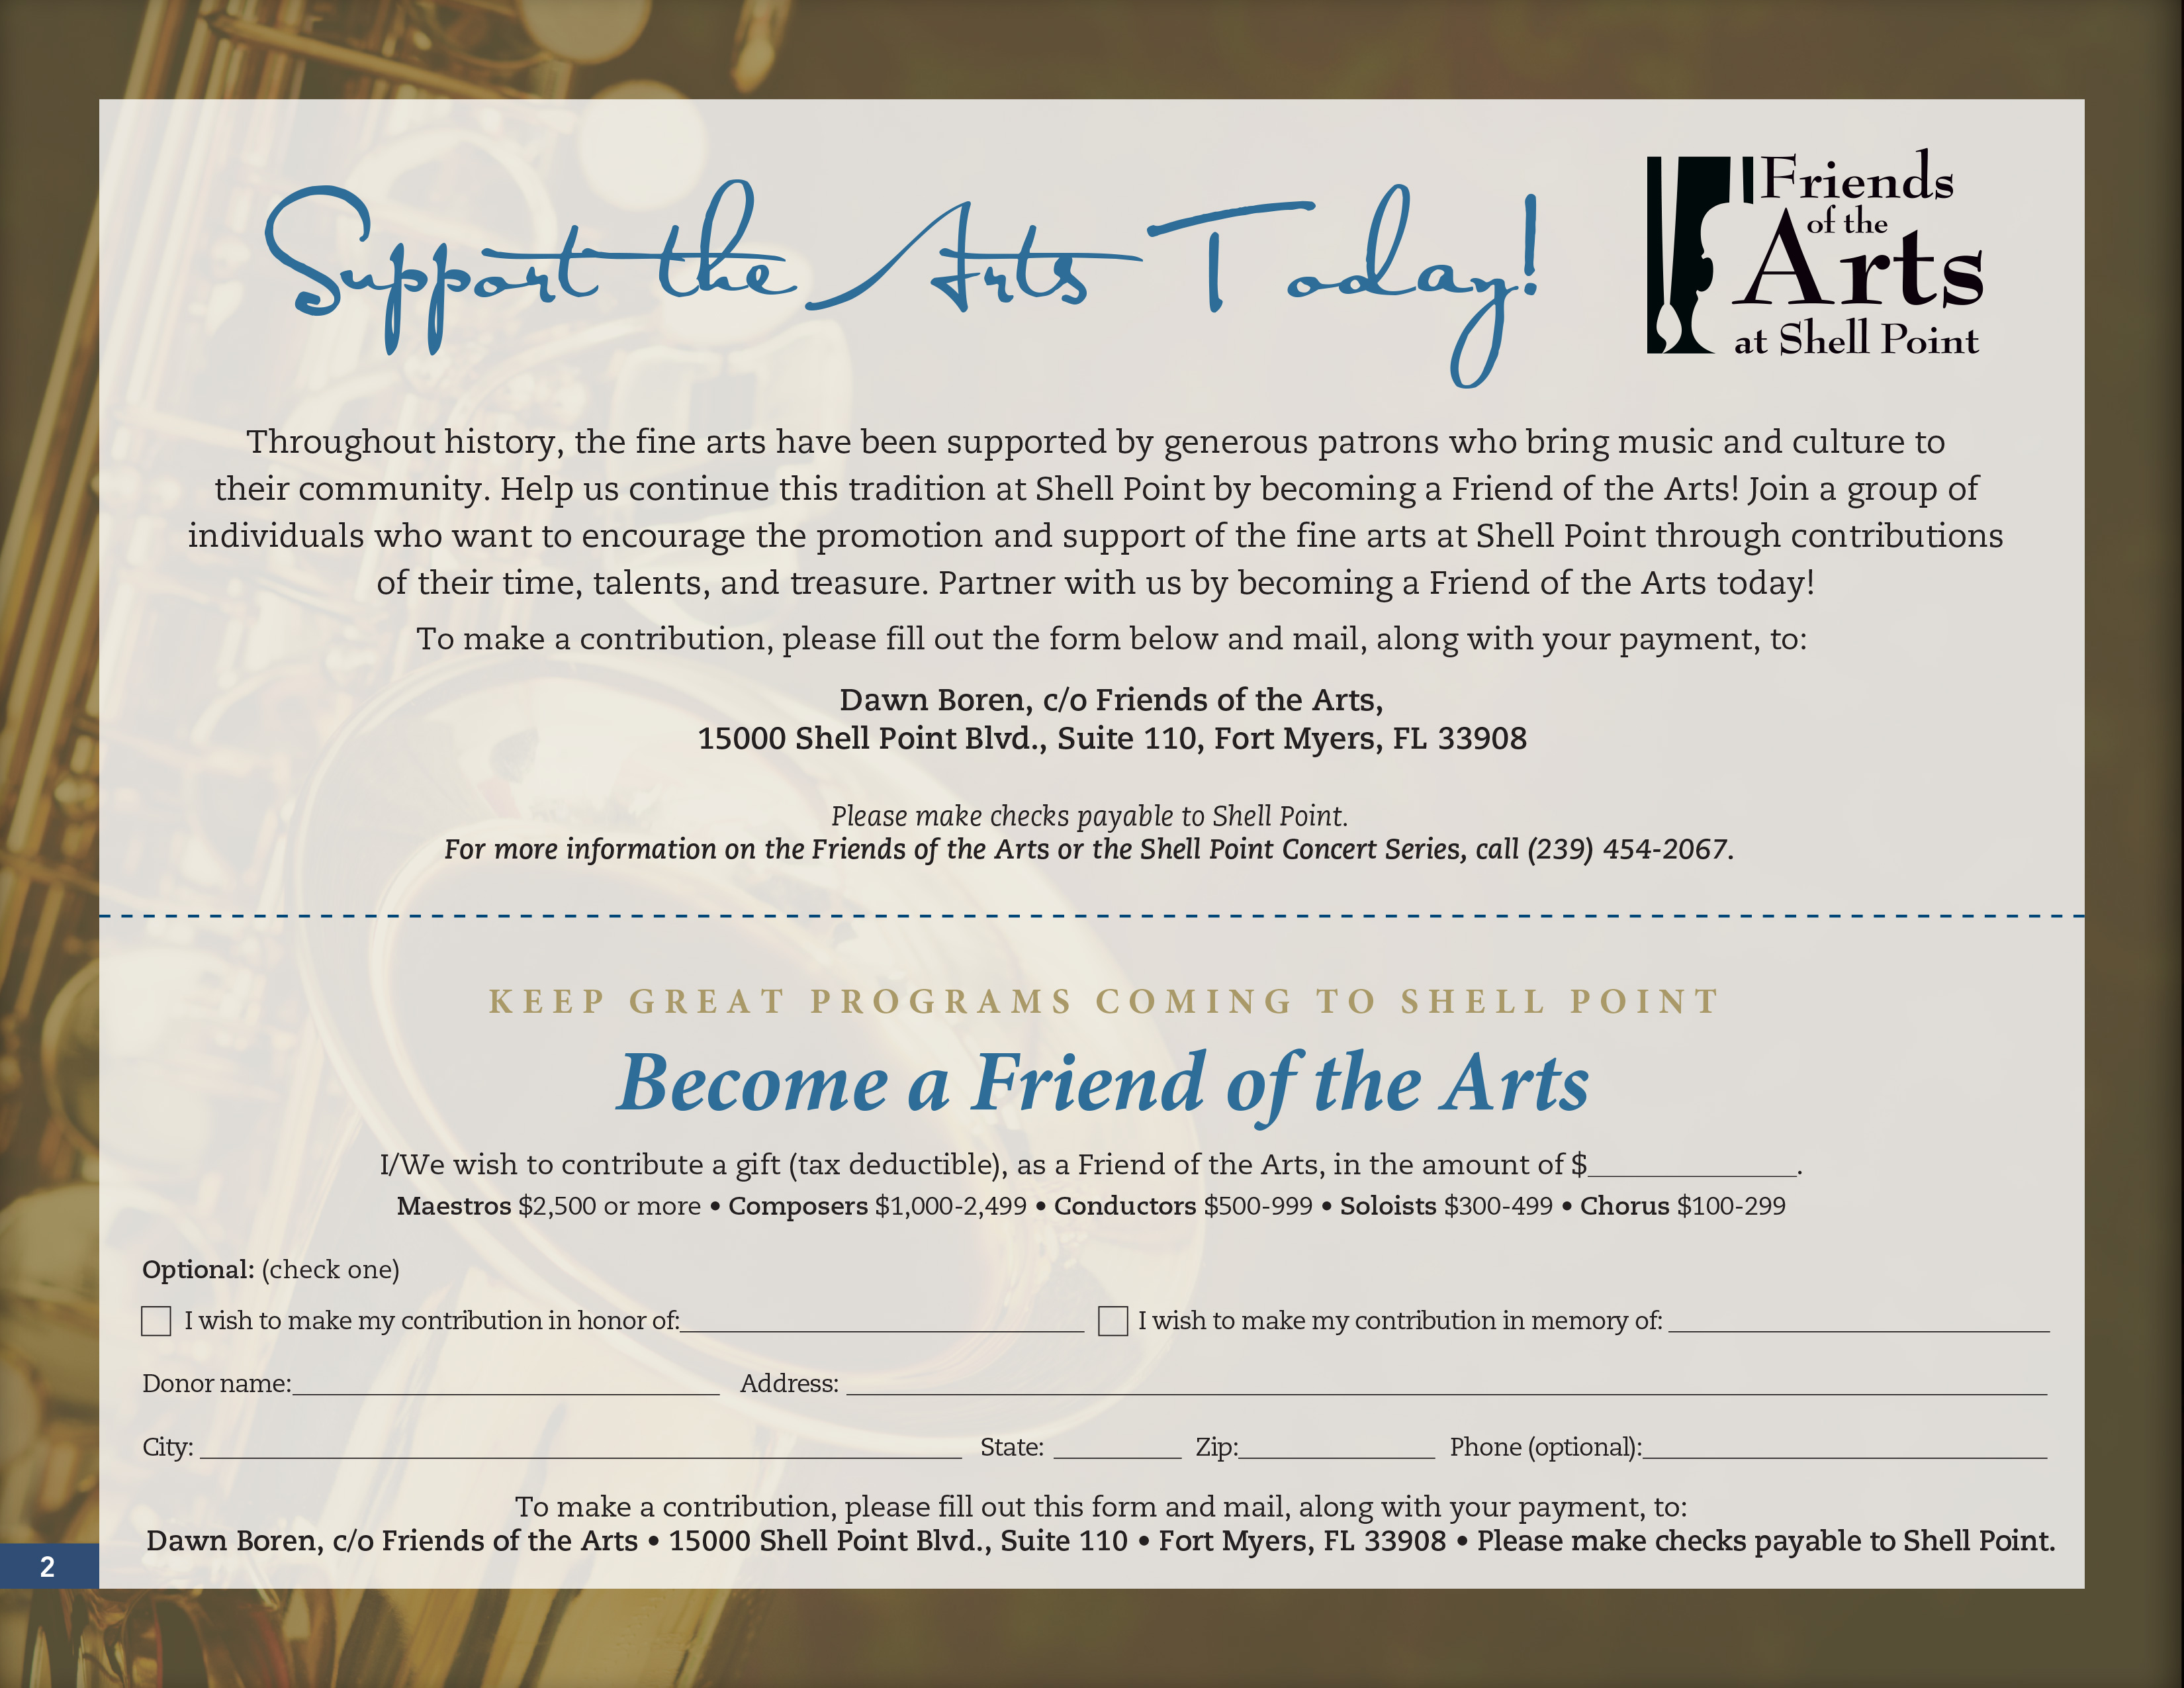 Support the Arts Today!
Friends
of the
Arts
at Shell Point
Throughout history, the fine arts have been supported by generous patrons who bring music and culture to
their community. Help us continue this tradition at Shell Point by becoming a Friend of the Arts! Join a group of
individuals who want to encourage the promotion and support of the fine arts at Shell Point through contributions
of their time, talents, and treasure. Partner with us by becoming a Friend of the Arts today!
To make a contribution, please fill out the form below and mail, along with your payment, to:
Dawn Boren, c/o Friends of the Arts,
15000 Shell Point Blvd., Suite 110, Fort Myers, FL 33908
Please make checks payable to Shell Point.
For more information on the Friends of the Arts or the Shell Point Concert Series, call (239) 454-2067.
KEEP GREAT PROGRAMS COMING TO SHELL POINT
Become a Friend of the Arts
I/We wish to contribute a gift (tax deductible), as a Friend of the Arts, in the amount of $______________.
Maestros $2,500 or more • Composers $1,000-2,499 • Conductors $500-999 • Soloists $300-499 • Chorus $100-299
Optional: (check one)
I wish to make my contribution in honor of:______________ I wish to make my contribution in memory of: ______________
Donor name:______________ Address: ______________
City: ______________ State: ________ Zip:____________ Phone (optional):______________
To make a contribution, please fill out this form and mail, along with your payment, to:
Dawn Boren, c/o Friends of the Arts • 15000 Shell Point Blvd., Suite 110 • Fort Myers, FL 33908 • Please make checks payable to Shell Point.
2